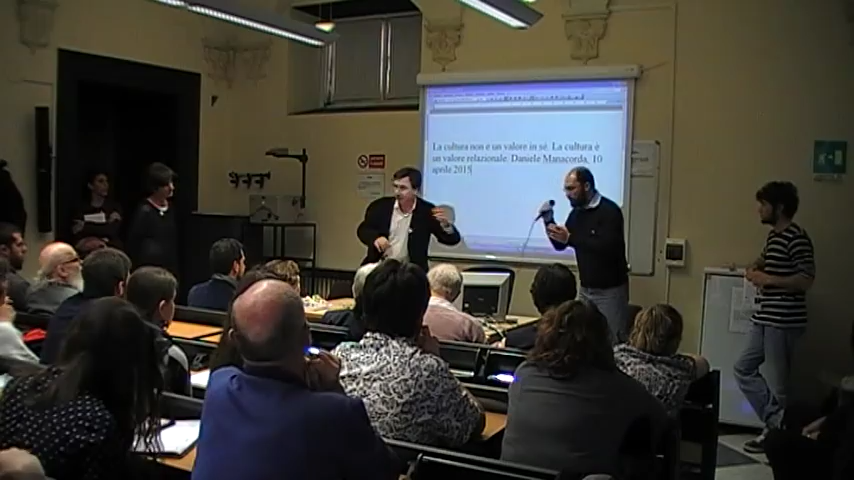 La cultura non e un valore in sé. La cultura è
un valore relazionale. Daniele Manacorda, 10
aprile 2015